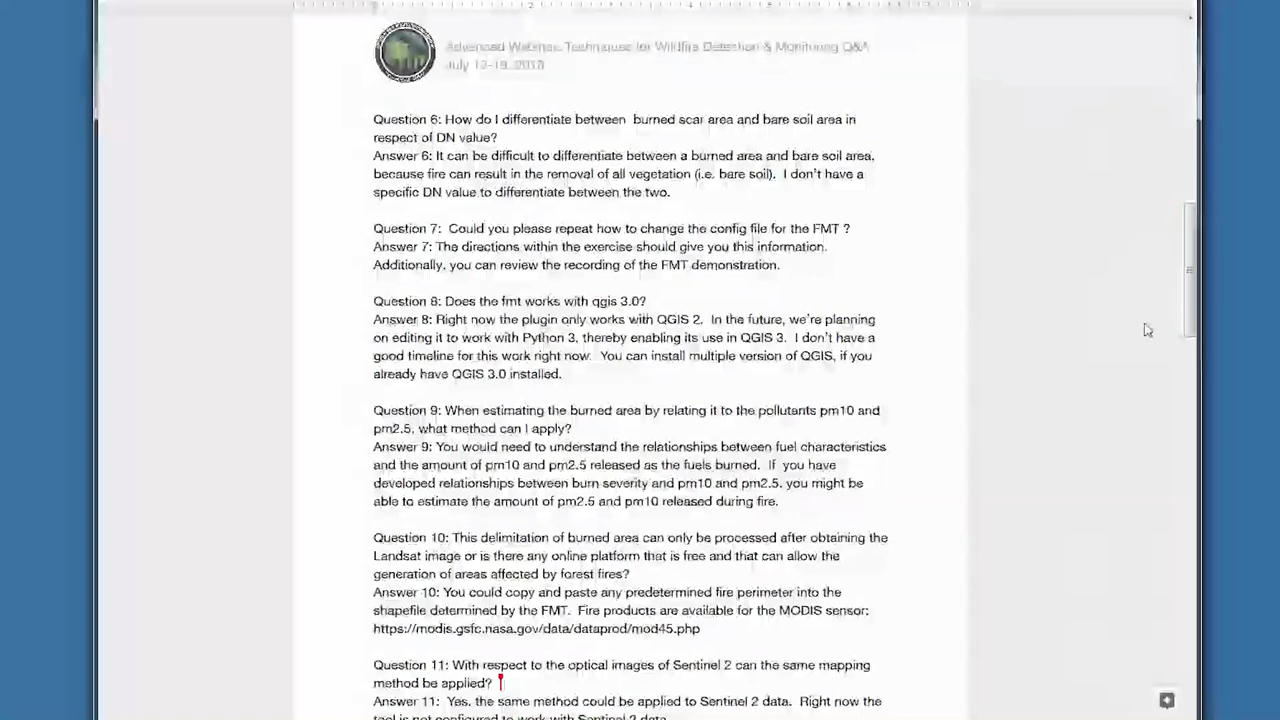 Advanced Webinar: Techniques for Wildfire Detection & Monitoring Q&A
July 12-19, 2018
Question 6: How do I differentiate between burned scar area and bare soil area in
respect of DN value?
Answer 6: It can be difficult to differentiate between a burned area and bare soil area,
because fire can result in the removal of all vegetation (i.e. bare soil). I don't have a
specific DN value to differentiate between the two.
Question 7: Could you please repeat how to change the config file for the FMT ?
Answer 7: The directions within the exercise should give you this information.
Additionally, you can review the recording of the FMT demonstration.
Question 8: Does the fmt works with qgis 3.0?
Answer 8: Right now the plugin only works with QGIS 2. In the future, we're planning
on editing it to work with Python 3, thereby enabling its use in QGIS 3. I don't have a
good timeline for this work right now. You can install multiple version of QGIS, if you
already have QGIS 3.0 installed.
Question 9: When estimating the burned area by relating it to the pollutants pm10 and
pm2.5, what method can I apply?
Answer 9: You would need to understand the relationships between fuel characteristics
and the amount of pm10 and pm2.5 released as the fuels burned. If you have
developed relationships between burn severity and pm10 and pm2.5, you might be
able to estimate the amount of pm2.5 and pm10 released during fire.
Question 10: This delimitation of burned area can only be processed after obtaining the
Landsat image or is there any online platform that is free and that can allow the
generation of areas affected by forest fires?
Answer 10: You could copy and paste any predetermined fire perimeter into the
shapefile determined by the FMT. Fire products are available for the MODIS sensor:
https://modis.gsfc.nasa.gov/data/dataprod/mod45.php
Question 11: With respect to the optical images of Sentinel 2 can the same mapping
method be applied?
Answer 11: Yes, the same method could be applied to Sentinel 2 data. Right now the
tool is not configured to work with Sentinel 2 data